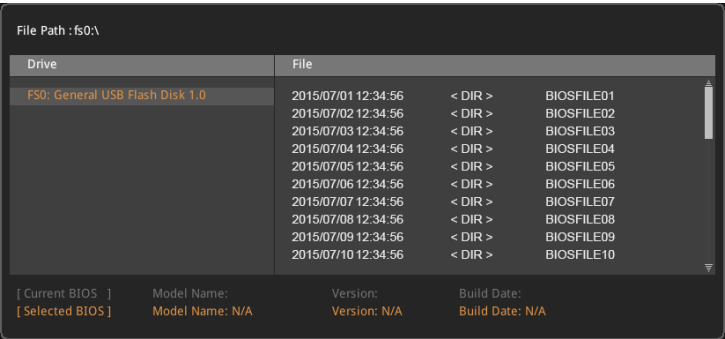 File Path : fs0:\
Drive File
FS0: General USB Flash Disk 1.0
2015/07/01 12:34:56 < DIR > BIOSFILE01
2015/07/02 12:34:56 < DIR > BIOSFILE02
2015/07/03 12:34:56 < DIR > BIOSFILE03
2015/07/04 12:34:56 < DIR > BIOSFILE04
2015/07/05 12:34:56 < DIR > BIOSFILE05
2015/07/06 12:34:56 < DIR > BIOSFILE06
2015/07/07 12:34:56 < DIR > BIOSFILE07
2015/07/08 12:34:56 < DIR > BIOSFILE08
2015/07/09 12:34:56 < DIR > BIOSFILE09
2015/07/10 12:34:56 < DIR > BIOSFILE10
[ Current BIOS ] Model Name: Version: Build Date:
[ Selected BIOS ] Model Name: N/A Version: N/A Build Date: N/A